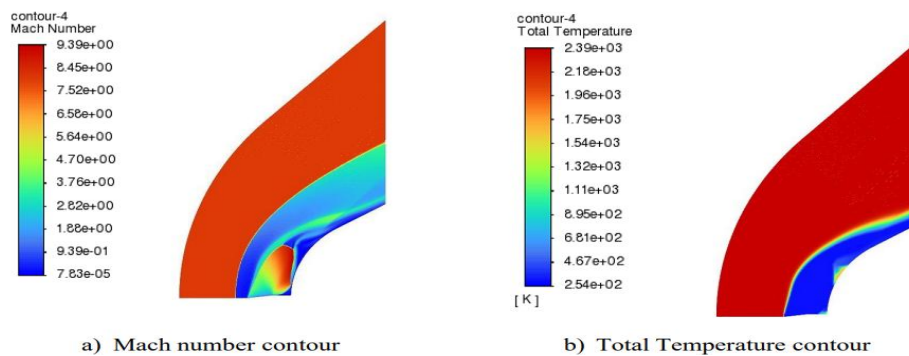 contour-4
Mach Number
9.39e+00
8.45e+00
7.52e+00
6.58e+00
5.64e+00
4.70e+00
3.76e+00
2.82e+00
1.88e+00
9.39e-01
7.83e-05
a) Mach number contour
contour-4
Total Temperature
2.39e+03
2.18e+03
1.96e+03
1.75e+03
1.54e+03
1.32e+03
1.11e+03
8.95e+02
6.81e+02
4.67e+02
2.54e+02
[ K ]
b) Total Temperature contour